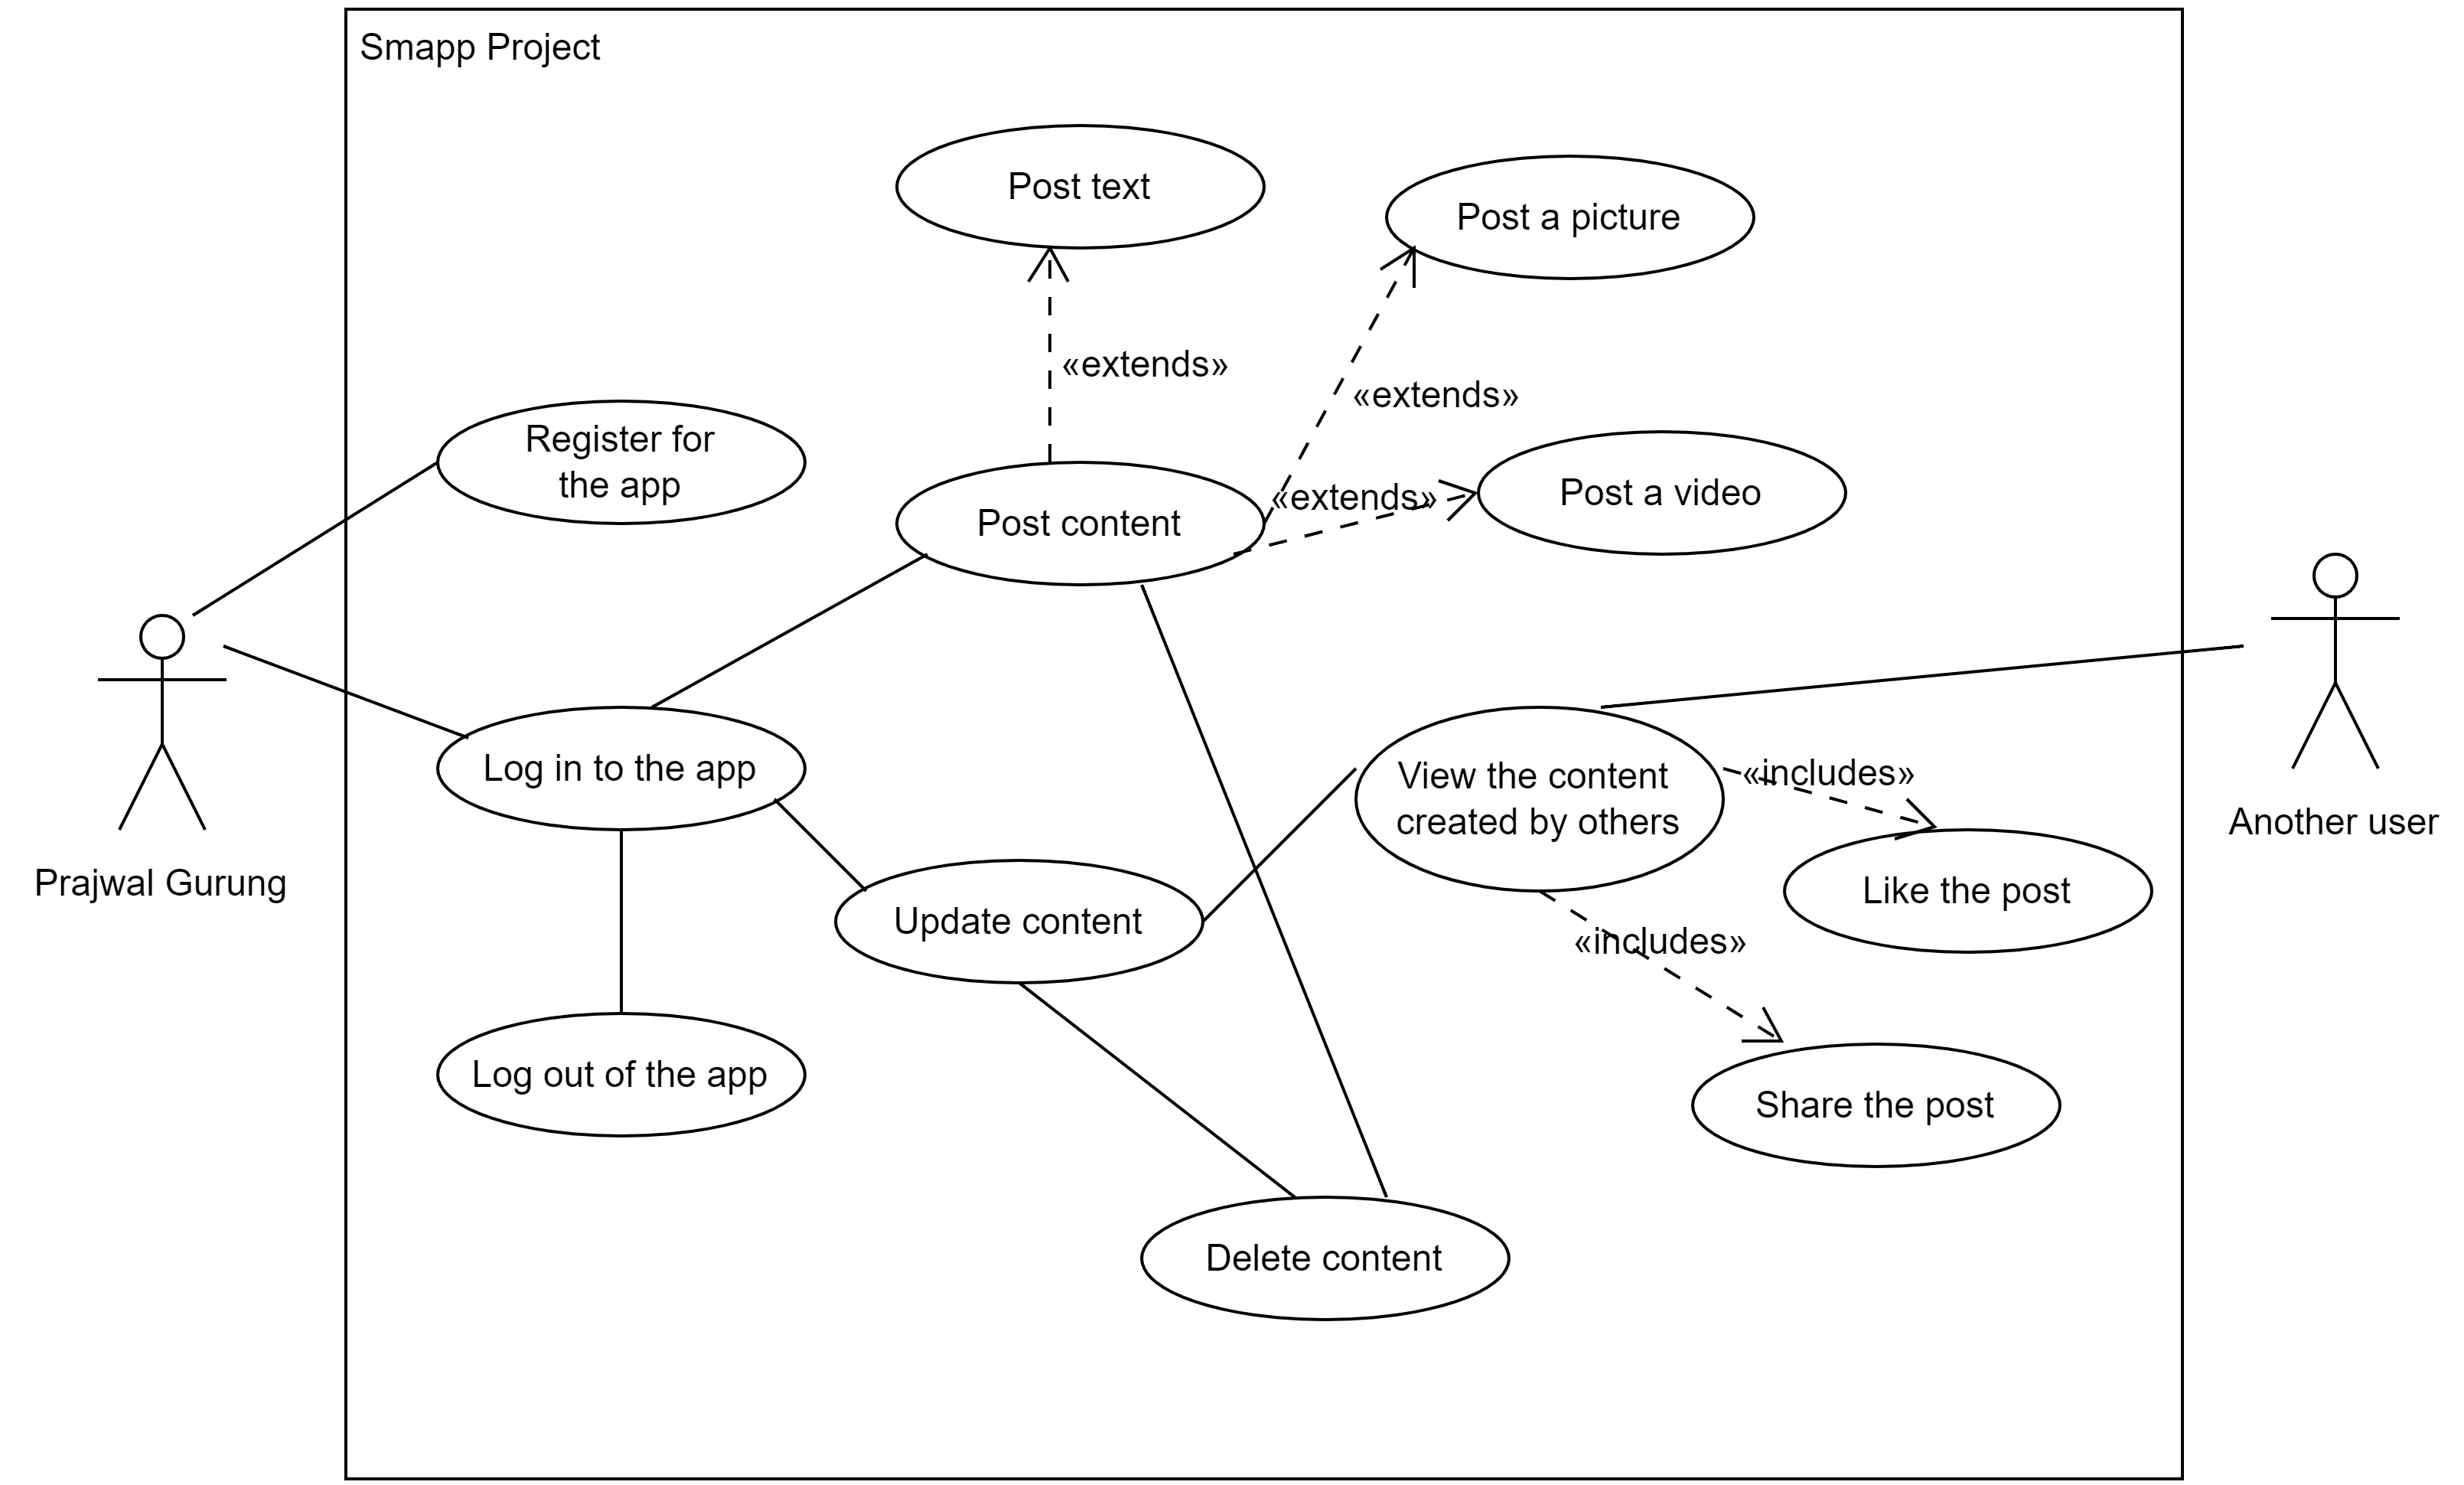 Smapp Project
Post text
Post a picture
«extends»
«extends»
Register for
the app
«extends»
Post a video
Post content
Log in to the app
View the content
created by others
«includes»
Another user
Prajwal Gurung
Like the post
Update content
«includes»
Log out of the app
Share the post
Delete content